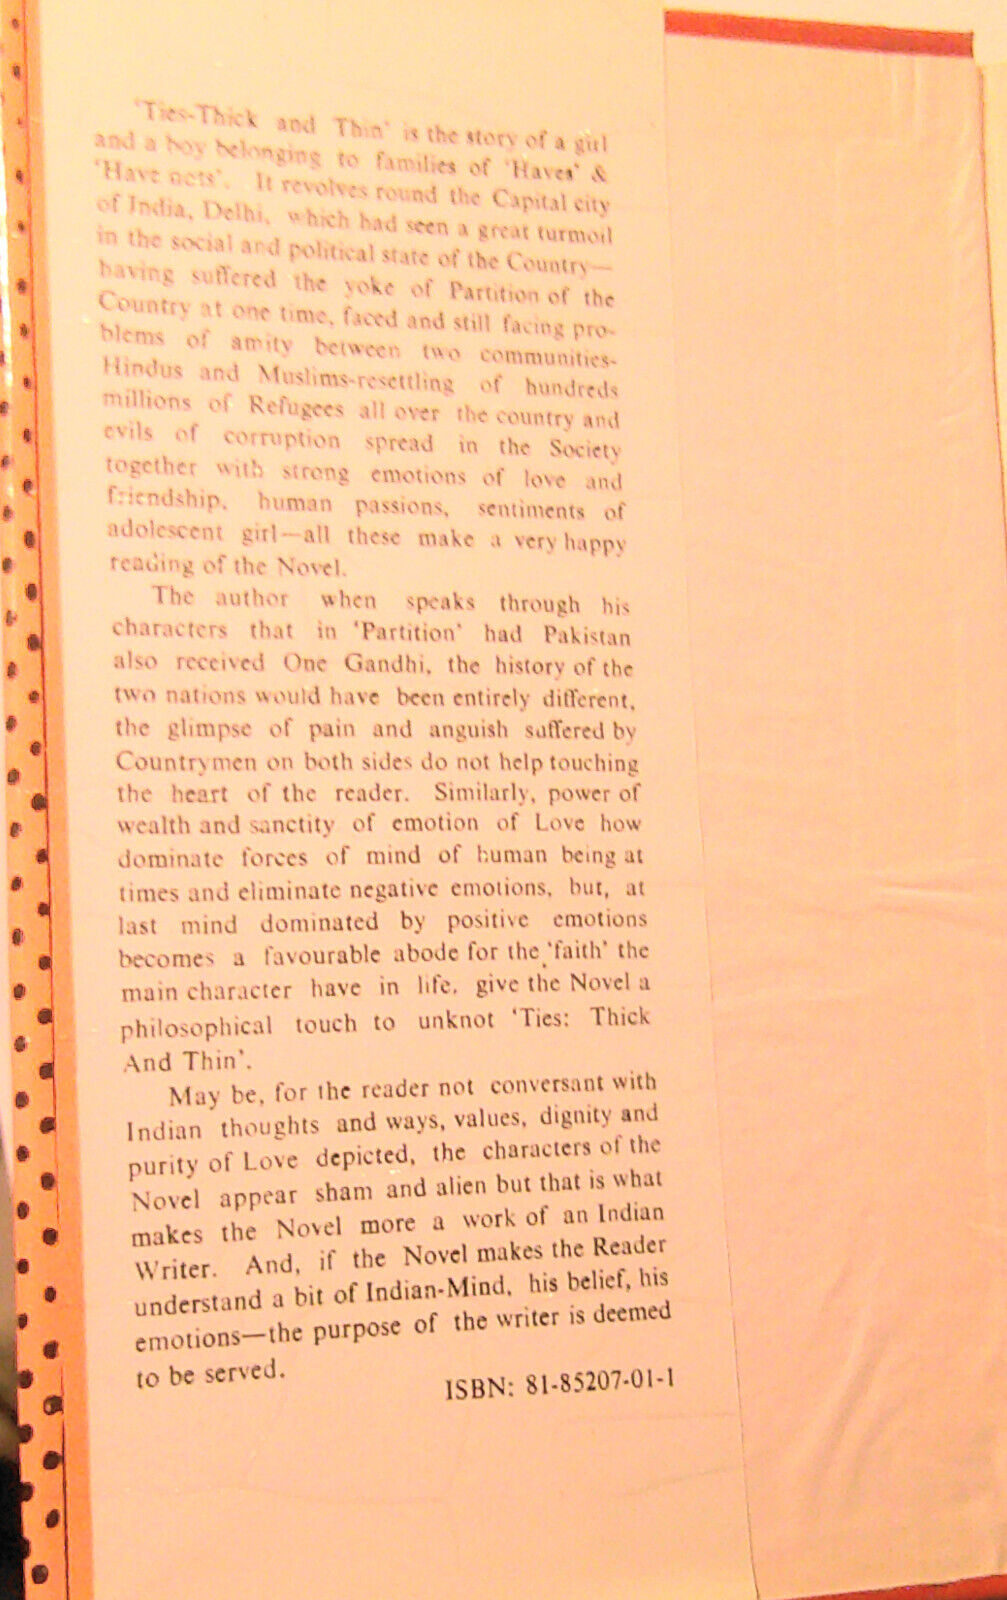 'Ties-Thick and Thin' is the story of a girl
and a boy belonging to families of 'Haves' &
'Have nots'. It revolves round the Capital city
of India, Delhi, which had seen a great turmoil
in the social and political state of the Country—
having suffered the yoke of Partition of the
Country at one time, faced and still facing pro-
blems of amity between two communities-
Hindus and Muslims-resettling of hundreds
millions of Refugees all over the country and
evils of corruption spread in the Society
together with strong emotions of love and
friendship, human passions, sentiments of
adolescent girl—all these make a very happy
reading of the Novel.
The author when speaks through his
characters that in 'Partition' had Pakistan
also received One Gandhi, the history of the
two nations would have been entirely different,
the glimpse of pain and anguish suffered by
Countrymen on both sides do not help touching
the heart of the reader. Similarly, power of
wealth and sanctity of emotion of Love how
dominate forces of mind of human being at
times and eliminate negative emotions, but, at
last mind dominated by positive emotions
becomes a favourable abode for the 'faith' the
main character have in life, give the Novel a
philosophical touch to unknot 'Ties: Thick
And Thin'.
May be, for the reader not conversant with
Indian thoughts and ways, values, dignity and
purity of Love depicted, the characters of the
Novel appear sham and alien but that is what
makes the Novel more a work of an Indian
Writer. And, if the Novel makes the Reader
understand a bit of Indian-Mind, his belief, his
emotions—the purpose of the writer is deemed
to be served.
ISBN: 81-85207-01-1